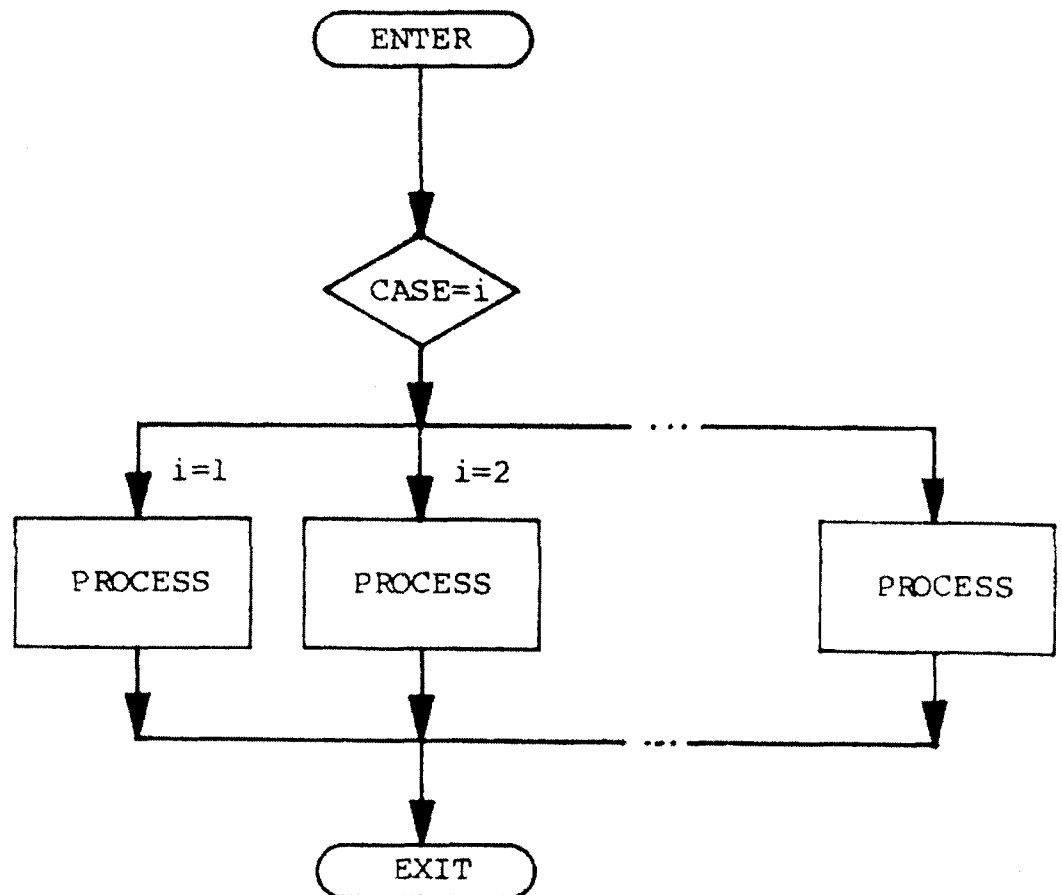 ENTER
CASE=i
...
i=1
i=2
PROCESS
PROCESS
PROCESS
...
EXIT